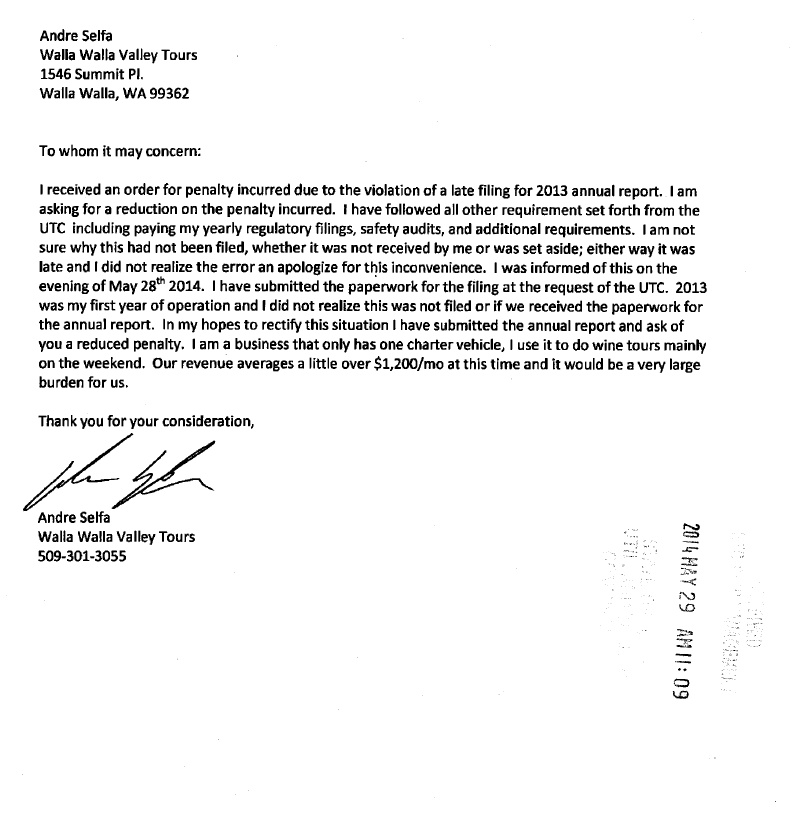 Andre Selfa
Walla Walla Valley Tours
1546 Summit Pl.
Walla Walla, WA 99362
To whom it may concern:
I received an order for penalty incurred due to the violation of a late filing for 2013 annual report. I am
asking for a reduction on the penalty incurred. I have followed all other requirement set forth from the
UTC including paying my yearly regulatory filings, safety audits, and additional requirements. I am not
sure why this had not been filed, whether it was not received by me or was set aside; either way it was
late and I did not realize the error an apologize for this inconvenience. I was informed of this on the
evening of May 28th 2014. I have submitted the paperwork for the filing at the request of the UTC. 2013
was my first year of operation and I did not realize this was not filed or if we received the paperwork for
the annual report. In my hopes to rectify this situation I have submitted the annual report and ask of
you a reduced penalty. I am a business that only has one charter vehicle, I use it to do wine tours mainly
on the weekend. Our revenue averages a little over $1,200/mo at this time and it would be a very large
burden for us.
Thank you for your consideration,
Andre Selfa
Walla Walla Valley Tours
509-301-3055
2014 MAY 29 AM 11: 09